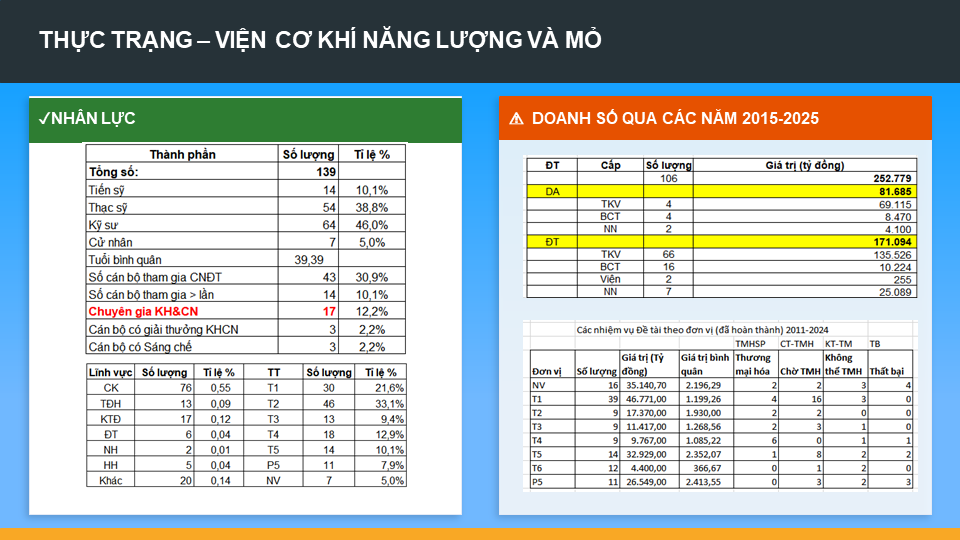 THỰC TRẠNG – VIỆN CƠ KHÍ NĂNG LƯỢNG VÀ MỎ
✓NHÂN LỰC
Thành phần Số lượng Tỉ lệ %
Tổng số: 139
Tiến sỹ 14 10,1%
Thạc sỹ 54 38,8%
Kỹ sư 64 46,0%
Cử nhân 7 5,0%
Tuổi bình quân 39,39
Số cán bộ tham gia CNĐT 43 30,9%
Số cán bộ tham gia > lần 14 10,1%
Chuyên gia KH&CN 17 12,2%
Cán bộ có giải thưởng KHCN 3 2,2%
Cán bộ có Sáng chế 3 2,2%
Lĩnh vực Số lượng Tỉ lệ % TT Số lượng Tỉ lệ %
CK 76 0,55 T1 30 21,6%
TĐH 13 0,09 T2 46 33,1%
KTĐ 17 0,12 T3 13 9,4%
ĐT 6 0,04 T4 18 12,9%
NH 2 0,01 T5 14 10,1%
HH 5 0,04 P5 11 7,9%
Khác 20 0,14 NV 7 5,0%
⚠ DOANH SỐ QUA CÁC NĂM 2015-2025
ĐT Cấp Số lượng Giá trị (tỷ đồng)
106 252.779
DA 81.685
TKV 4 69.115
BCT 4 8.470
NN 2 4.100
ĐT 171.094
TKV 66 135.526
BCT 16 10.224
Viện 2 255
NN 7 25.089
Các nhiệm vụ Đề tài theo đơn vị (đã hoàn thành) 2011-2024
TMHSP CT-TMH KT-TM TB
Đơn vị Số lượng Giá trị (Tỷ đồng) Giá trị bình quân Thương mại hóa Chờ TMH Không thể TMH Thất bại
NV 16 35.140,70 2.196,29 2 2 3 4
T1 39 46.771,00 1.199,26 4 16 3 0
T2 9 17.370,00 1.930,00 2 2 0 0
T3 9 11.417,00 1.268,56 2 3 1 0
T4 9 9.767,00 1.085,22 6 0 1 1
T5 14 32.929,00 2.352,07 1 8 2 2
T6 12 4.400,00 366,67 0 1 2 0
P5 11 26.549,00 2.413,55 0 3 2 3